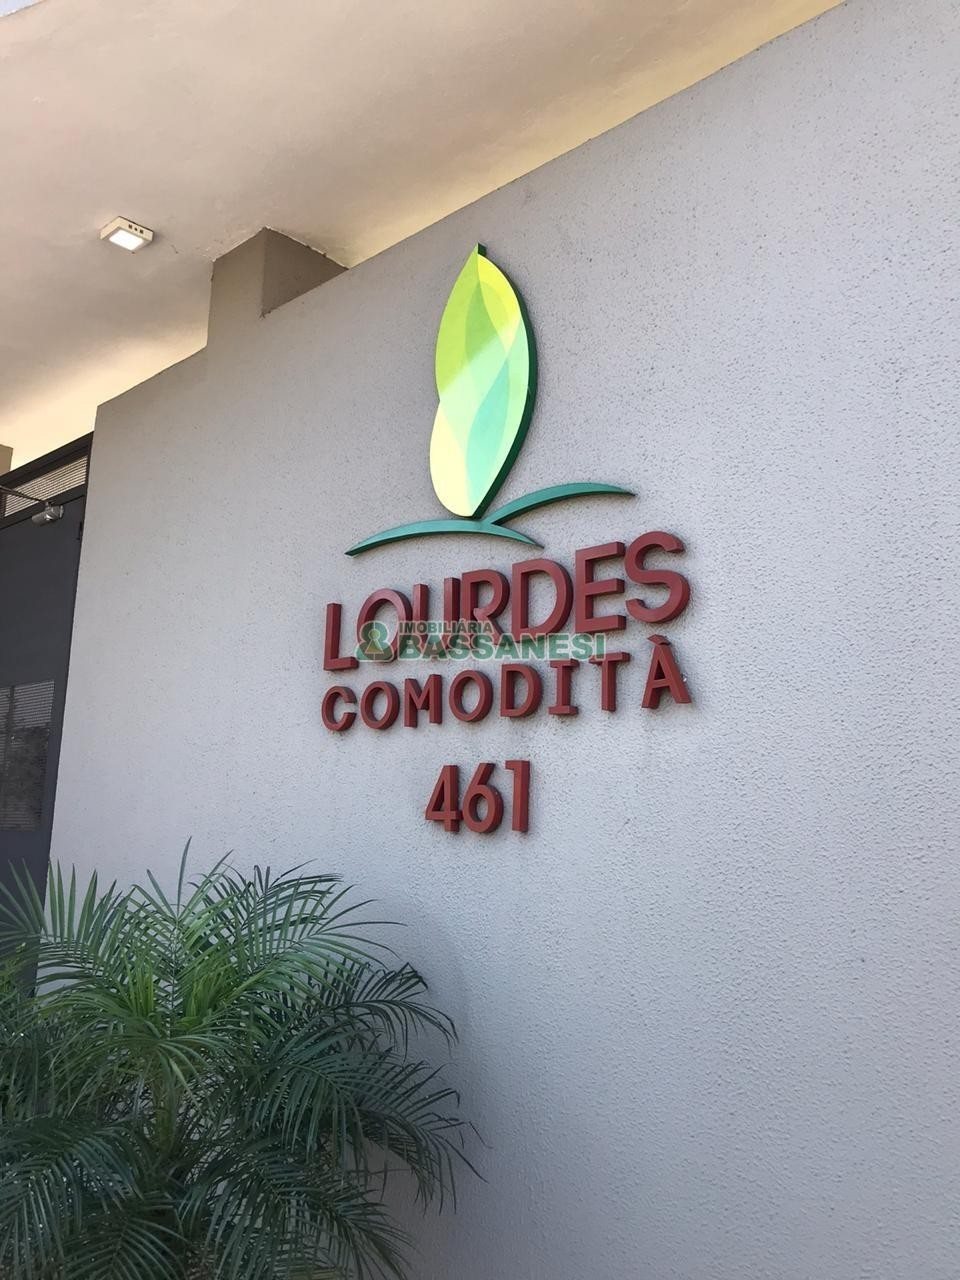 LOURDES
IMOBILIÁRIA
BASSANESI
COMODITÀ
461